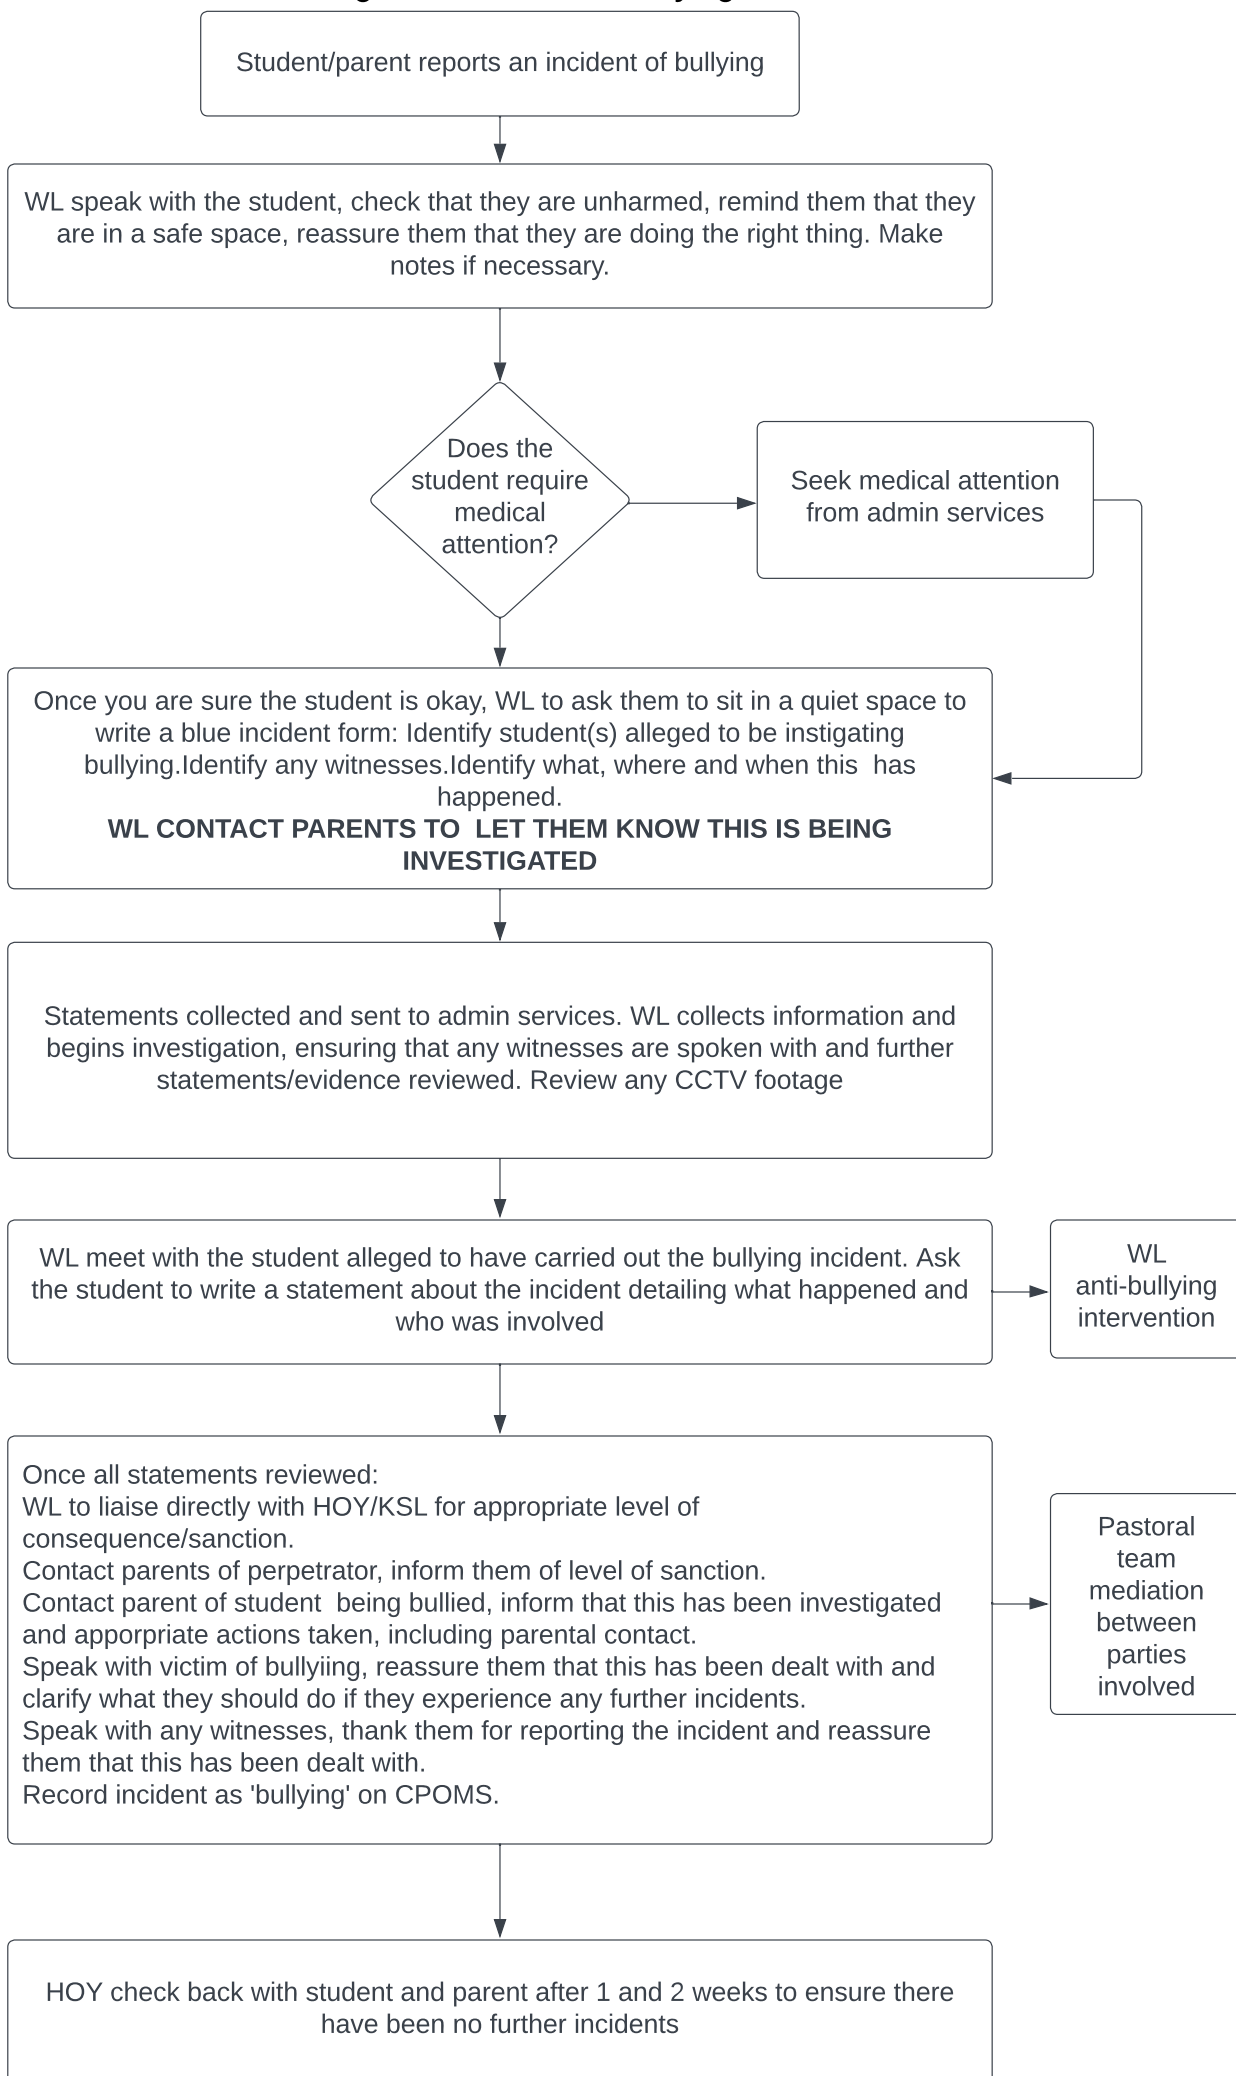 Student/parent reports an incident of bullying
WL speak with the student, check that they are unharmed, remind them that they
are in a safe space, reassure them that they are doing the right thing. Make
notes if necessary.
Does the
student require
medical
attention?
Seek medical attention
from admin services
Once you are sure the student is okay, WL to ask them to sit in a quiet space to
write a blue incident form: Identify student(s) alleged to be instigating
bullying.Identify any witnesses.Identify what, where and when this  has
happened.
WL CONTACT PARENTS TO  LET THEM KNOW THIS IS BEING
INVESTIGATED
Statements collected and sent to admin services. WL collects information and
begins investigation, ensuring that any witnesses are spoken with and further
statements/evidence reviewed. Review any CCTV footage
WL meet with the student alleged to have carried out the bullying incident. Ask
the student to write a statement about the incident detailing what happened and
who was involved
WL
anti-bullying
intervention
Once all statements reviewed:
WL to liaise directly with HOY/KSL for appropriate level of
consequence/sanction.
Contact parents of perpetrator, inform them of level of sanction.
Contact parent of student  being bullied, inform that this has been investigated
and apporpriate actions taken, including parental contact.
Speak with victim of bullyiing, reassure them that this has been dealt with and
clarify what they should do if they experience any further incidents.
Speak with any witnesses, thank them for reporting the incident and reassure
them that this has been dealt with.
Record incident as 'bullying' on CPOMS.
Pastoral
team
mediation
between
parties
involved
HOY check back with student and parent after 1 and 2 weeks to ensure there
have been no further incidents